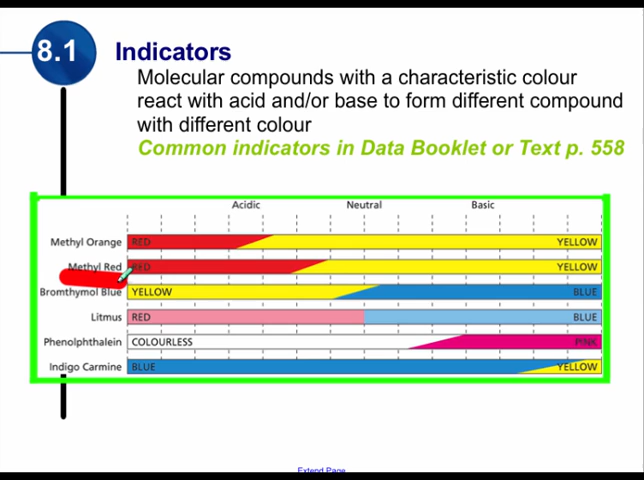 8.1 Indicators
Molecular compounds with a characteristic colour
react with acid and/or base to form different compound
with different colour
Common indicators in Data Booklet or Text p. 558
Acidic Neutral Basic
Methyl Orange RED YELLOW
Methyl Red RED YELLOW
Bromthymol Blue YELLOW BLUE
Litmus RED BLUE
Phenolphthalein COLOURLESS PINK
Indigo Carmine BLUE YELLOW
Extend Page